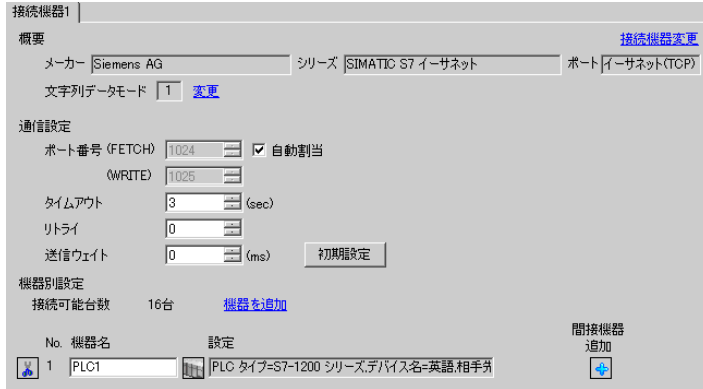 接続機器1
概要 接続機器変更
メーカー Siemens AG シリーズ SIMATIC S7 イーサネット ポート イーサネット(TCP)
文字列データモード 1 変更
通信設定
ポート番号 (FETCH) 1024 自動割当
(WRITE) 1025
タイムアウト 3 (sec)
リトライ 0
送信ウェイト 0 (ms) 初期設定
機器別設定
接続可能台数 16台 機器を追加
間接機器
No. 機器名 設定 追加
1 PLC1 PLC タイプ=S7-1200 シリーズ,デバイス名=英語,相手